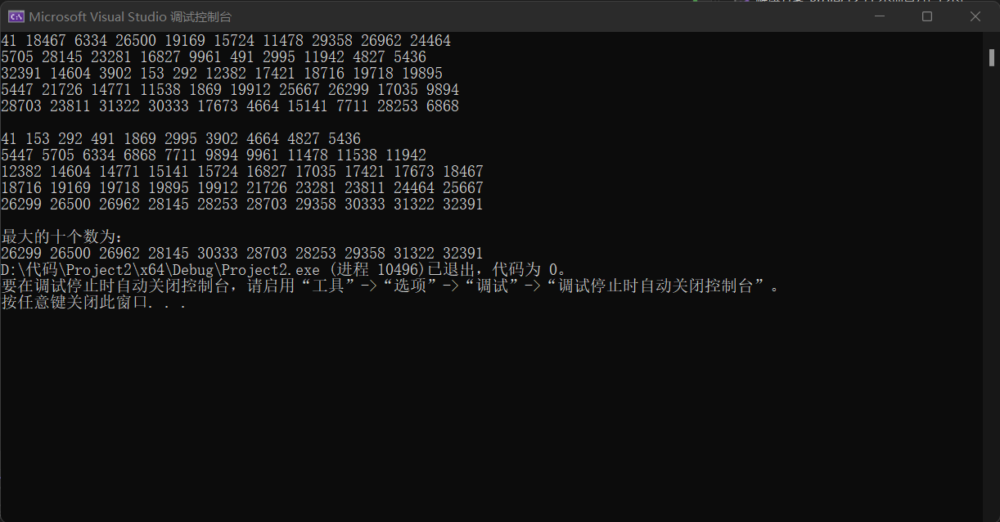 Microsoft Visual Studio 调试控制台
41 18467 6334 26500 19169 15724 11478 29358 26962 24464
5705 28145 23281 16827 9961 491 2995 11942 4827 5436
32391 14604 3902 153 292 12382 17421 18716 19718 19895
5447 21726 14771 11538 1869 19912 25667 26299 17035 9894
28703 23811 31322 30333 17673 4664 15141 7711 28253 6868
41 153 292 491 1869 2995 3902 4664 4827 5436
5447 5705 6334 6868 7711 9894 9961 11478 11538 11942
12382 14604 14771 15141 15724 16827 17035 17421 17673 18467
18716 19169 19718 19895 19912 21726 23281 23811 24464 25667
26299 26500 26962 28145 28253 28703 29358 30333 31322 32391
最大的十个数为:
26299 26500 26962 28145 30333 28703 28253 29358 31322 32391
D:\代码\Project2\x64\Debug\Project2.exe (进程 10496)已退出，代码为 0。
要在调试停止时自动关闭控制台，请启用“工具”->“选项”->“调试”->“调试停止时自动关闭控制台”。
按任意键关闭此窗口. . .